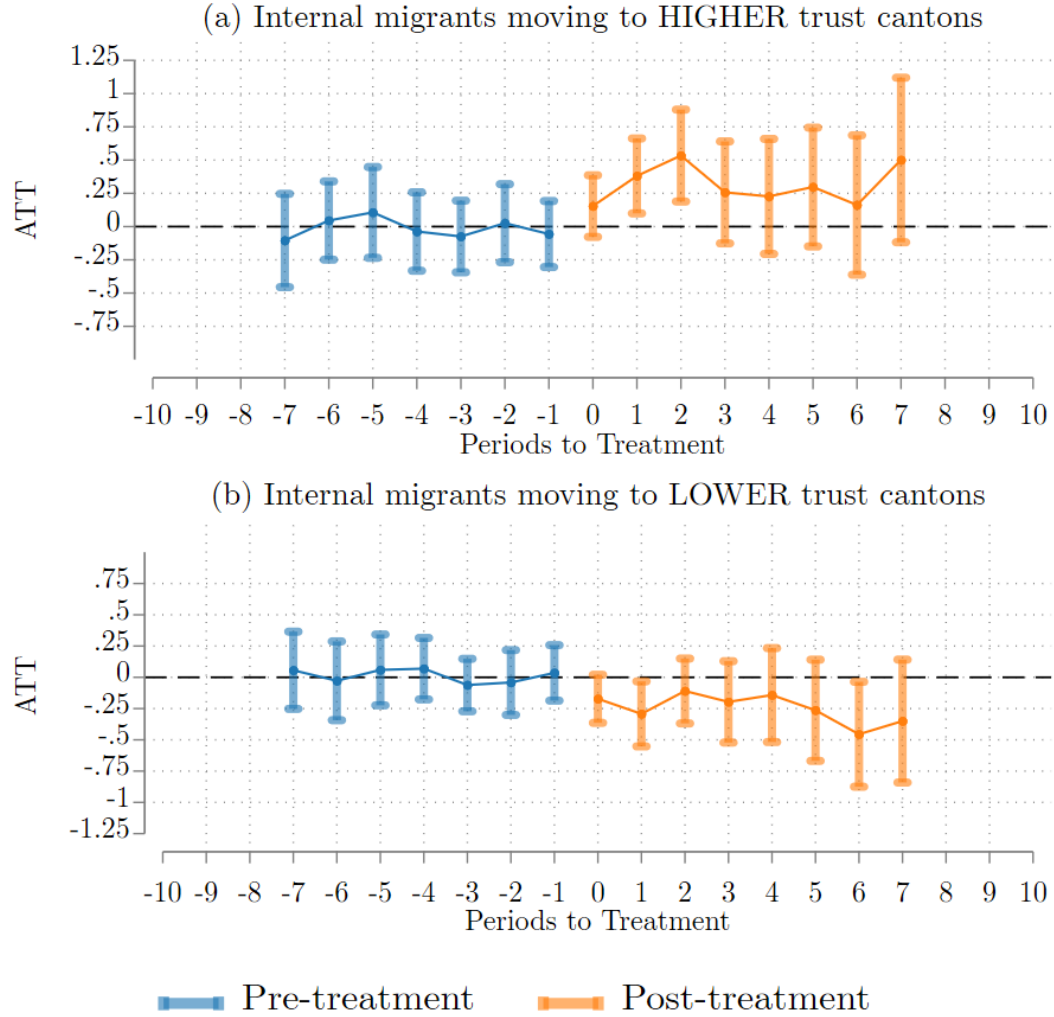 (a) Internal migrants moving to HIGHER trust cantons
1.25
1
.75
.5
.25
0
-.25
-.5
-.75
ATT
-10 -9 -8 -7 -6 -5 -4 -3 -2 -1 0 1 2 3 4 5 6 7 8 9 10
Periods to Treatment
(b) Internal migrants moving to LOWER trust cantons
.75
.5
.25
0
-.25
-.5
-.75
-1
-1.25
ATT
-10 -9 -8 -7 -6 -5 -4 -3 -2 -1 0 1 2 3 4 5 6 7 8 9 10
Periods to Treatment
Pre-treatment Post-treatment